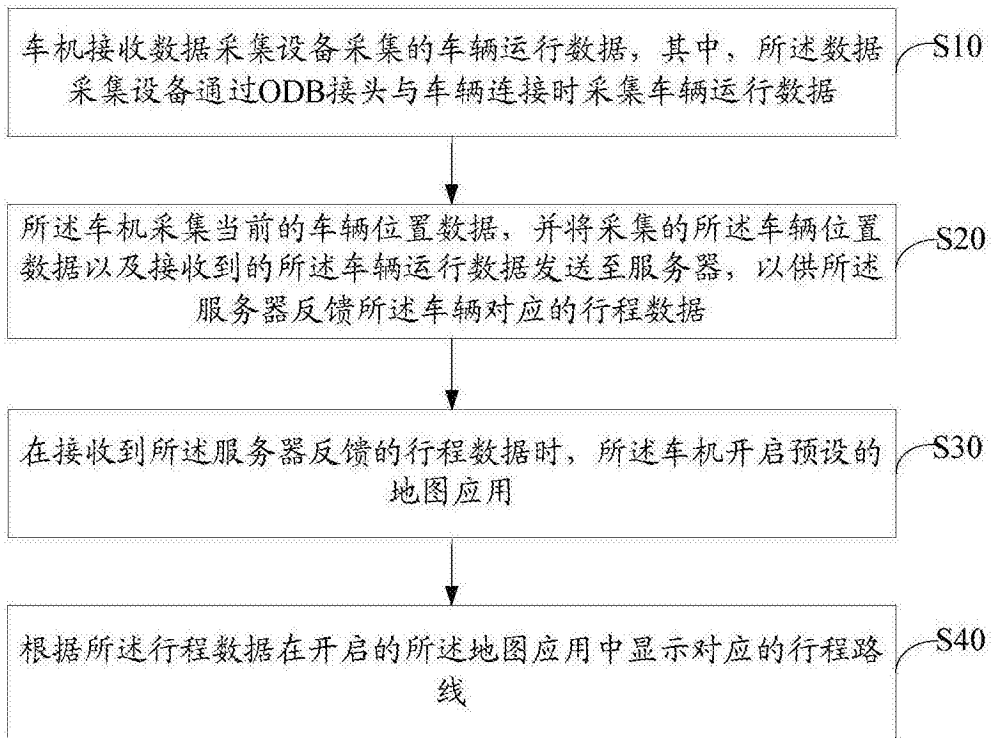 车机接收数据采集设备采集的车辆运行数据，其中，所述数据
采集设备通过ODB接头与车辆连接时采集车辆运行数据
S10
所述车机采集当前的车辆位置数据，并将采集的所述车辆位置
数据以及接收到的所述车辆运行数据发送至服务器，以供所述
服务器反馈所述车辆对应的行程数据
S20
在接收到所述服务器反馈的行程数据时，所述车机开启预设的
地图应用
S30
根据所述行程数据在开启的所述地图应用中显示对应的行程路
线
S40